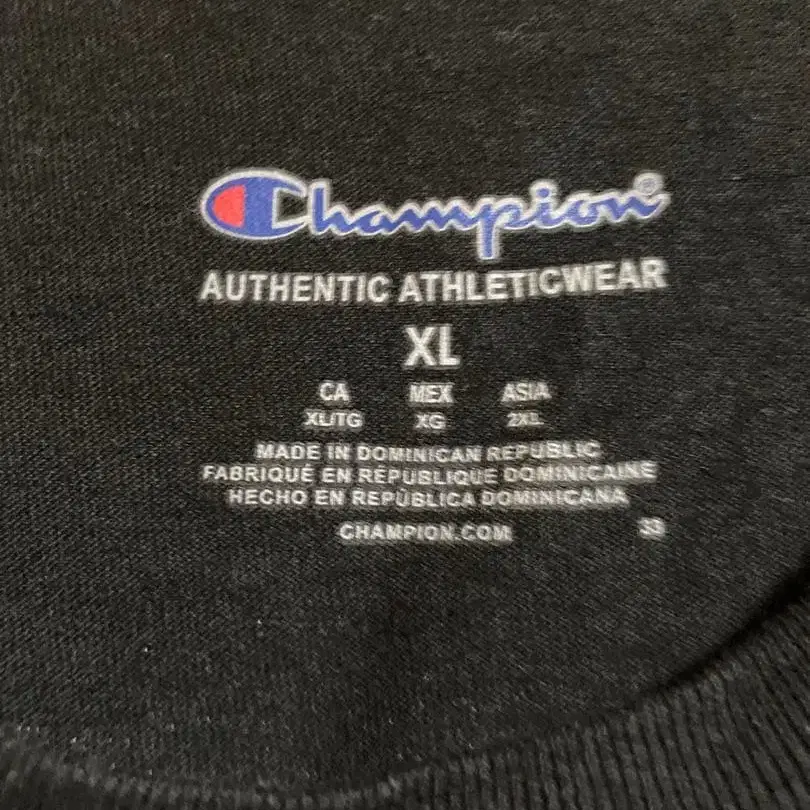 Champion®
AUTHENTIC ATHLETICWEAR
XL
CA MEX ASIA
XL/TG XG 2XL
MADE IN DOMINICAN REPUBLIC
FABRIQUÉ EN RÉPUBLIQUE DOMINICAINE
HECHO EN REPÚBLICA DOMINICANA
CHAMPION.COM 33